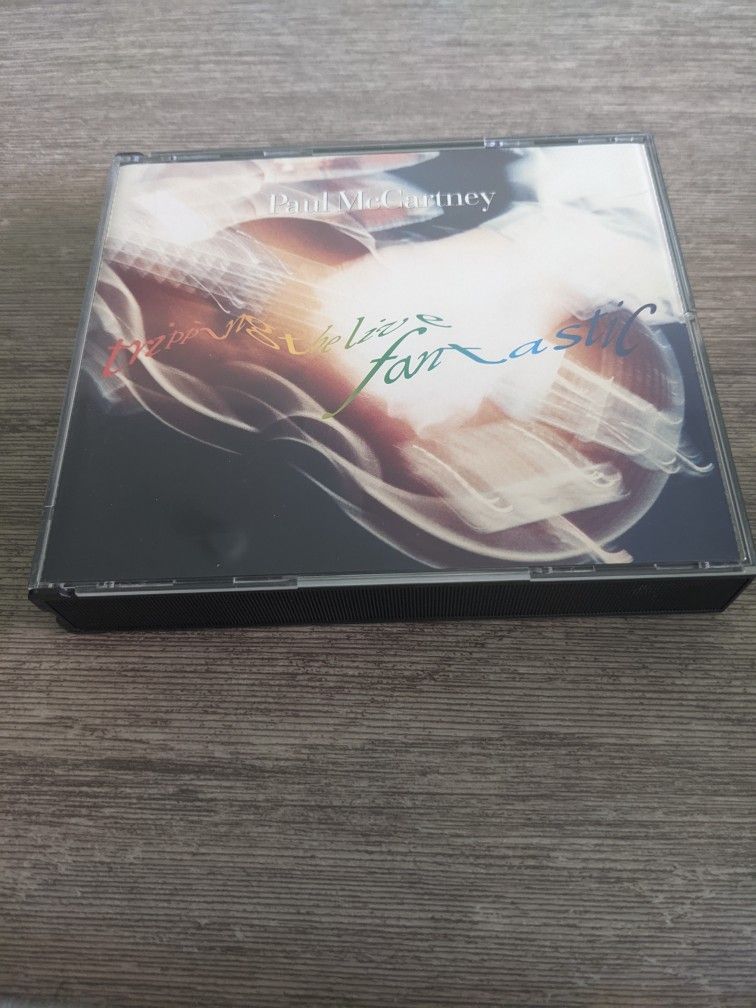 Paul McCartney
tripping the live
fantastic